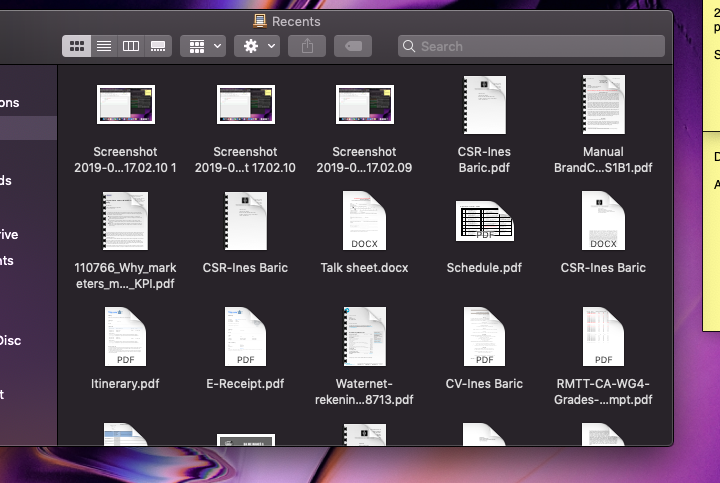 Recents
Search
ons
ds
rive
nts
Disc
t
Screenshot
2019-0...17.02.10 1
Screenshot
2019-0...t 17.02.10
Screenshot
2019-0...17.02.09
CSR-Ines
Baric.pdf
Manual
BrandC...S1B1.pdf
110766_Why_mark
eters_m..._KPI.pdf
CSR-Ines Baric
DOCX
Talk sheet.docx
PDF
Schedule.pdf
DOCX
CSR-Ines Baric
PDF
Itinerary.pdf
PDF
E-Receipt.pdf
Waternet-
rekenin...8713.pdf
PDF
CV-Ines Baric
PDF
RMTT-CA-WG4-
Grades-...mpt.pdf
2
p
S
D
A